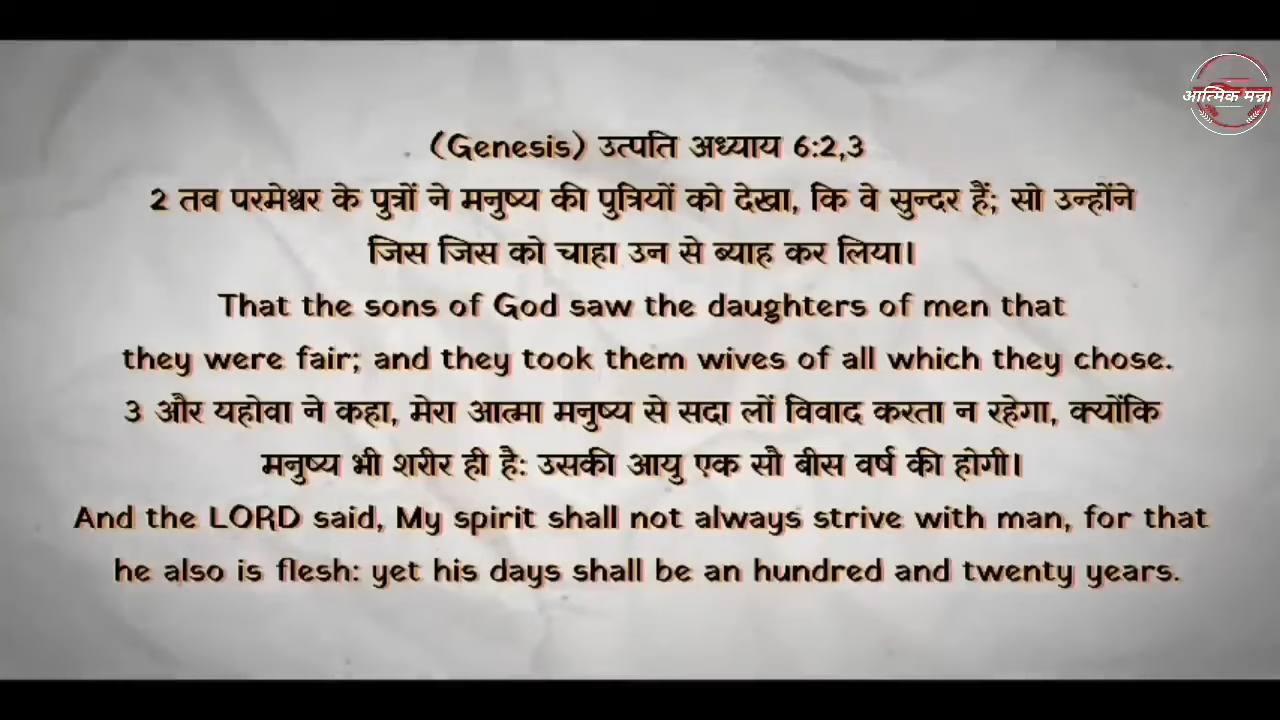 आत्मिक मन्ना
(Genesis) उत्पति अध्याय 6:2,3
2 तब परमेश्वर के पुत्रों ने मनुष्य की पुत्रियों को देखा, कि वे सुन्दर हैं; सो उन्होंने
जिस जिस को चाहा उन से ब्याह कर लिया।
That the sons of God saw the daughters of men that
they were fair; and they took them wives of all which they chose.
3 और यहोवा ने कहा, मेरा आत्मा मनुष्य से सदा लों विवाद करता न रहेगा, क्योंकि
मनुष्य भी शरीर ही है: उसकी आयु एक सौ बीस वर्ष की होगी।
And the LORD said, My spirit shall not always strive with man, for that
he also is flesh: yet his days shall be an hundred and twenty years.